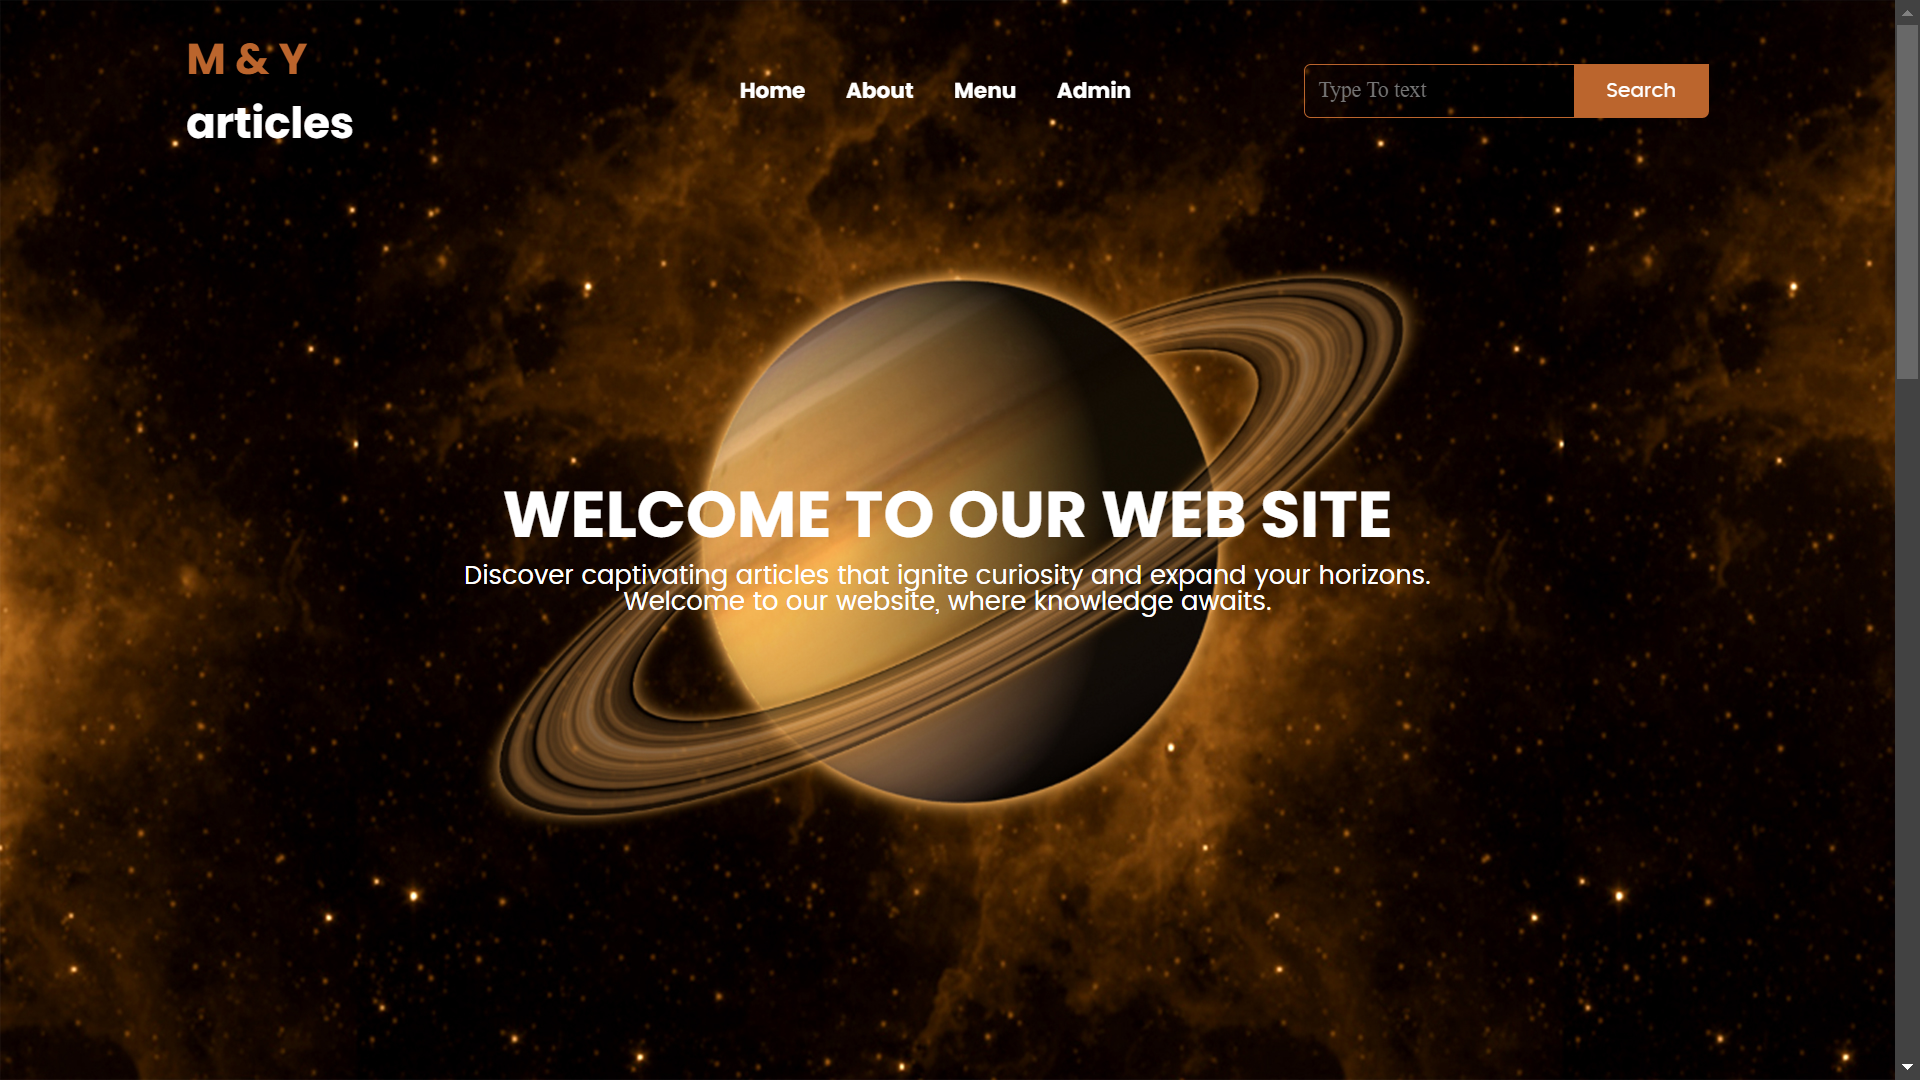 M & Y
articles
Home About Menu Admin
Type To text
Search
WELCOME TO OUR WEB SITE
Discover captivating articles that ignite curiosity and expand your horizons.
Welcome to our website, where knowledge awaits.